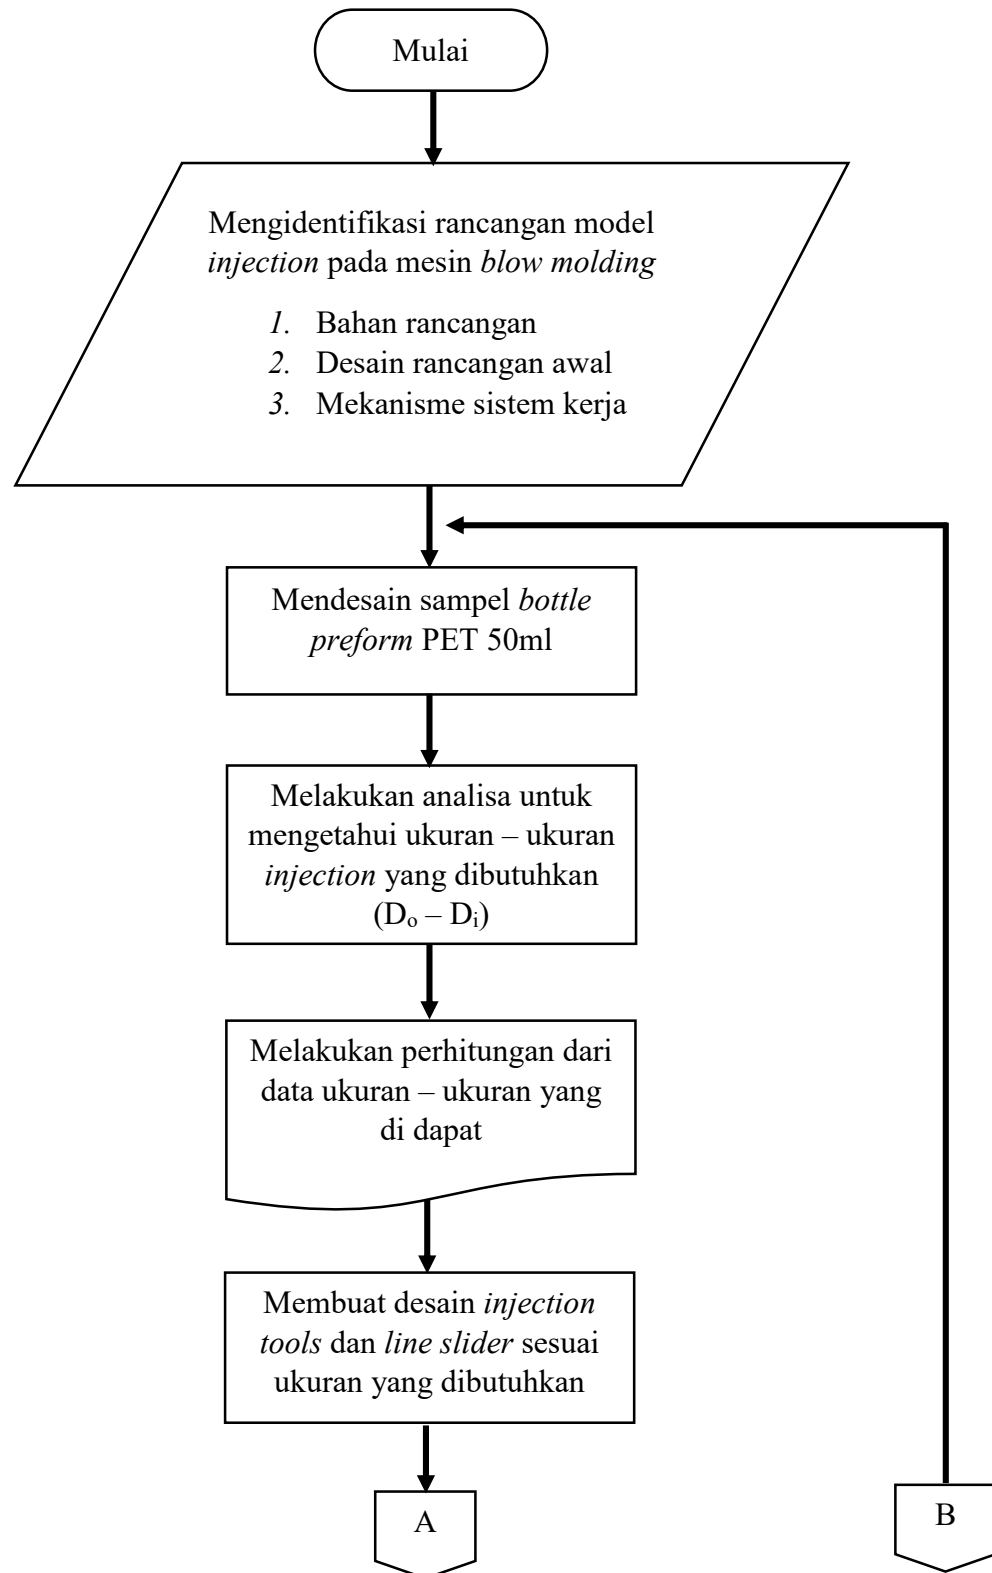 Mulai
Mengidentifikasi rancangan model
injection pada mesin blow molding
1. Bahan rancangan
2. Desain rancangan awal
3. Mekanisme sistem kerja
Mendesain sampel bottle
preform PET 50ml
Melakukan analisa untuk
mengetahui ukuran – ukuran
injection yang dibutuhkan
(Dₒ – Dᵢ)
Melakukan perhitungan dari
data ukuran – ukuran yang
di dapat
Membuat desain injection
tools dan line slider sesuai
ukuran yang dibutuhkan
A
B